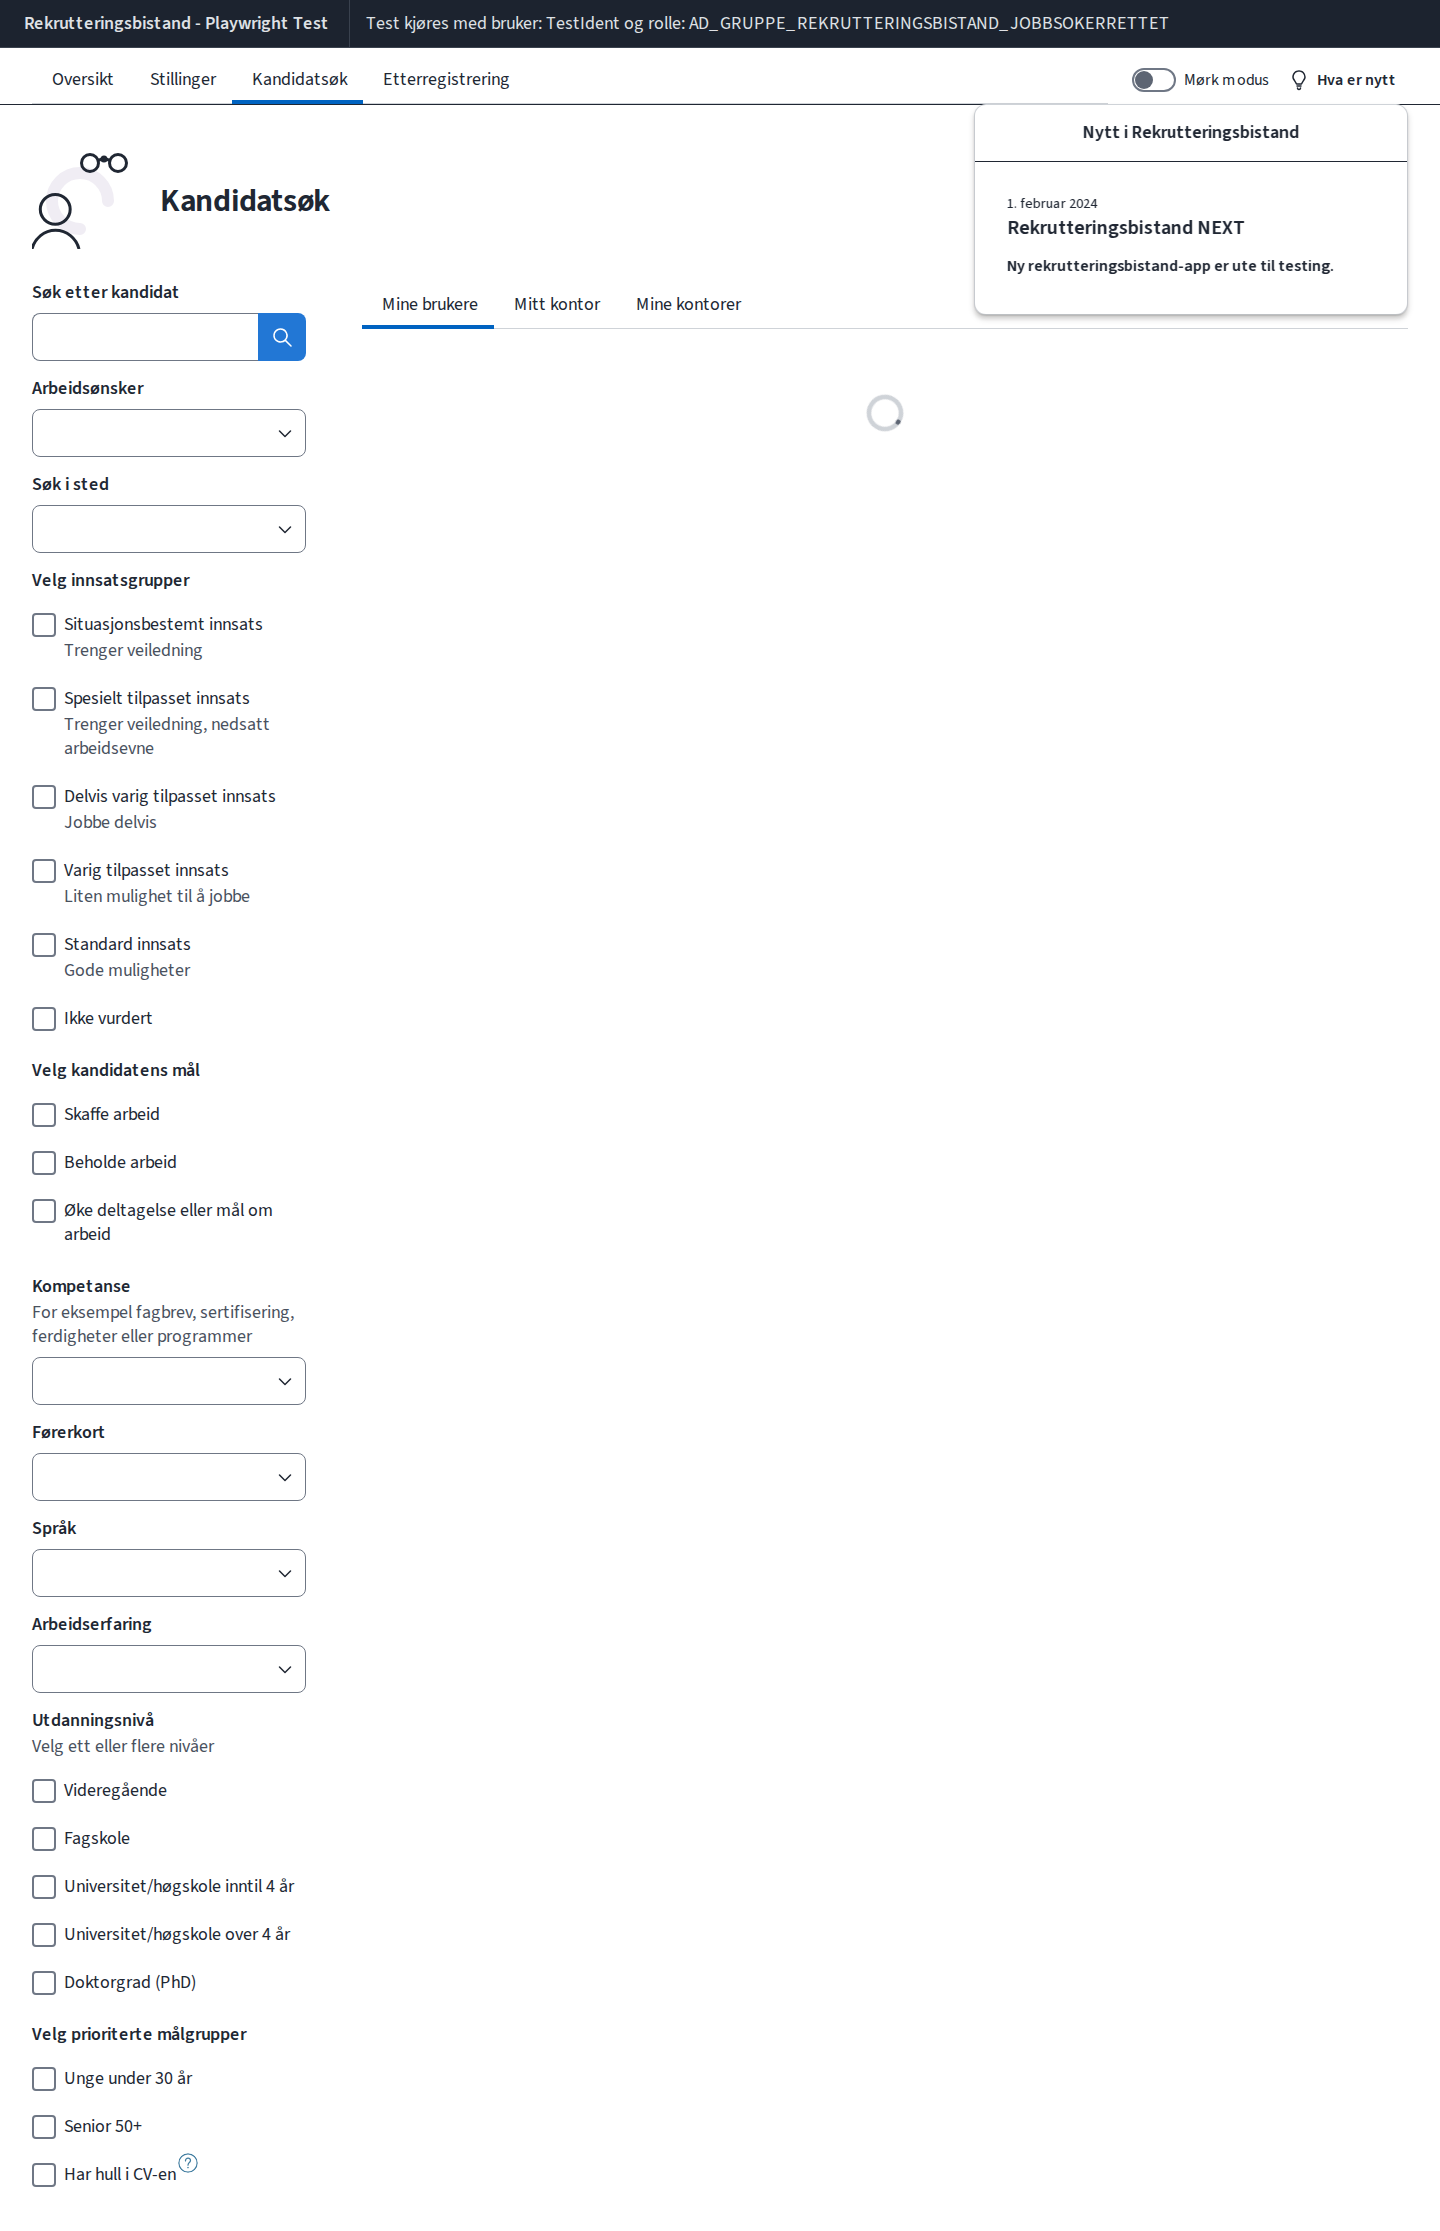 Rekrutteringsbistand - Playwright Test
Test kjøres med bruker: TestIdent og rolle: AD_GRUPPE_REKRUTTERINGSBISTAND_JOBBSOKERRETTET
Oversikt
Stillinger
Kandidatsøk
Etterregistrering
Mørk modus
Hva er nytt
Nytt i Rekrutteringsbistand
1. februar 2024
Rekrutteringsbistand NEXT
Ny rekrutteringsbistand-app er ute til testing.
Kandidatsøk
Søk etter kandidat
Arbeidsønsker
Søk i sted
Velg innsatsgrupper
Situasjonsbestemt innsats
Trenger veiledning
Spesielt tilpasset innsats
Trenger veiledning, nedsatt
arbeidsevne
Delvis varig tilpasset innsats
Jobbe delvis
Varig tilpasset innsats
Liten mulighet til å jobbe
Standard innsats
Gode muligheter
Ikke vurdert
Velg kandidatens mål
Skaffe arbeid
Beholde arbeid
Øke deltagelse eller mål om
arbeid
Kompetanse
For eksempel fagbrev, sertifisering,
ferdigheter eller programmer
Førerkort
Språk
Arbeidserfaring
Utdanningsnivå
Velg ett eller flere nivåer
Videregående
Fagskole
Universitet/høgskole inntil 4 år
Universitet/høgskole over 4 år
Doktorgrad (PhD)
Velg prioriterte målgrupper
Unge under 30 år
Senior 50+
Har hull i CV-en
?
Mine brukere
Mitt kontor
Mine kontorer